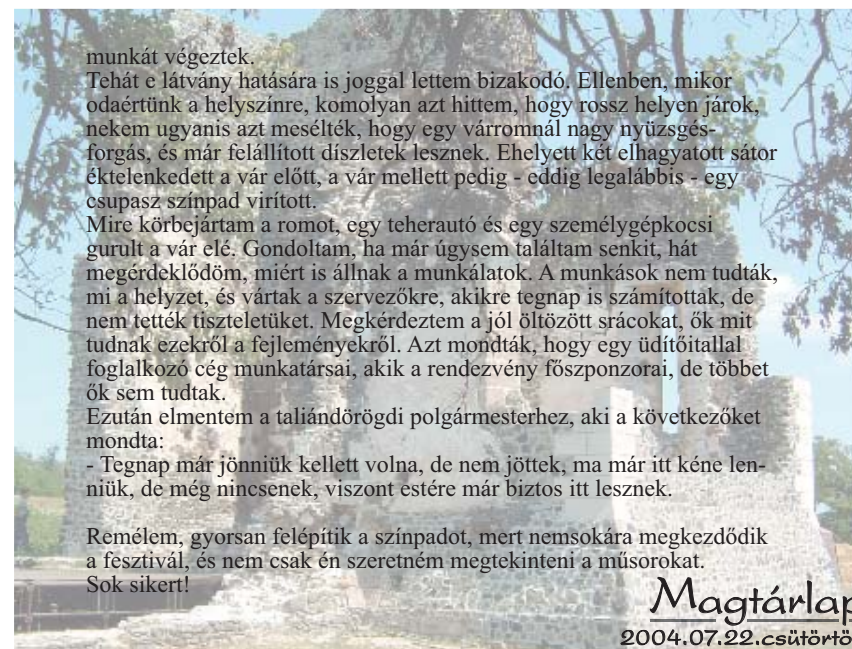 munkát végeztek.
Tehát e látvány hatására is joggal lettem bizakodó. Ellenben, mikor
odaértünk a helyszínre, komolyan azt hittem, hogy rossz helyen járok,
nekem ugyanis azt mesélték, hogy egy várromnál nagy nyüzsgés-
forgás, és már felállított díszletek lesznek. Ehelyett két elhagyatott sátor
éktelenkedett a vár előtt, a vár mellett pedig - eddig legalábbis - egy
csupasz színpad virított.
Mire körbejártam a romot, egy teherautó és egy személygépkocsi
gurult a vár elé. Gondoltam, ha már úgysem találtam senkit, hát
megérdeklődöm, miért is állnak a munkálatok. A munkások nem tudták,
mi a helyzet, és vártak a szervezőkre, akikre tegnap is számítottak, de
nem tették tiszteletüket. Megkérdeztem a jól öltözött srácokat, ők mit
tudnak ezekről a fejleményekről. Azt mondták, hogy egy üdítőitallal
foglalkozó cég munkatársai, akik a rendezvény főszponzorai, de többet
ők sem tudtak.
Ezután elmentem a taliándörögdi polgármesterhez, aki a következőket
mondta:
- Tegnap már jönniük kellett volna, de nem jöttek, ma már itt kéne len-
niük, de még nincsenek, viszont estére már biztos itt lesznek.
Remélem, gyorsan felépítik a színpadot, mert nemsokára megkezdődik
a fesztivál, és nem csak én szeretném megtekinteni a műsorokat.
Sok sikert!
Magtárlap
2004.07.22.csütörtö